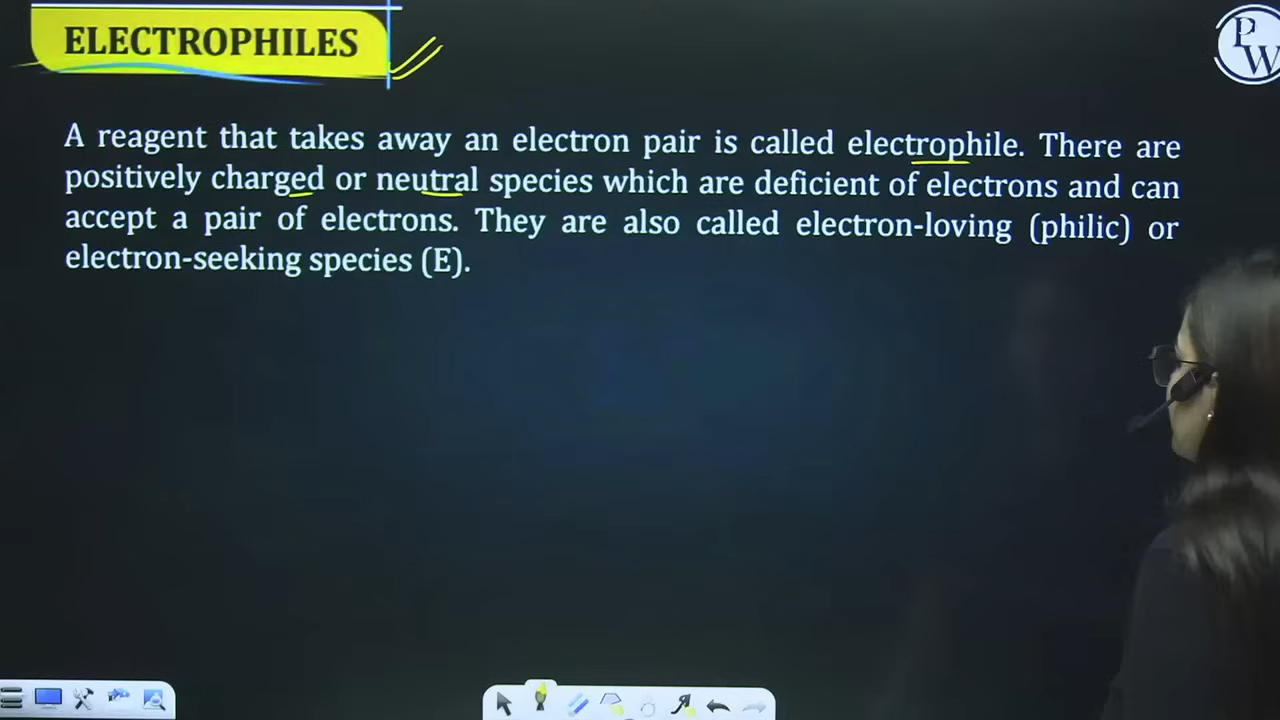 ELECTROPHILES
PW
A reagent that takes away an electron pair is called electrophile. There are
positively charged or neutral species which are deficient of electrons and can
accept a pair of electrons. They are also called electron-loving (philic) or
electron-seeking species (E).